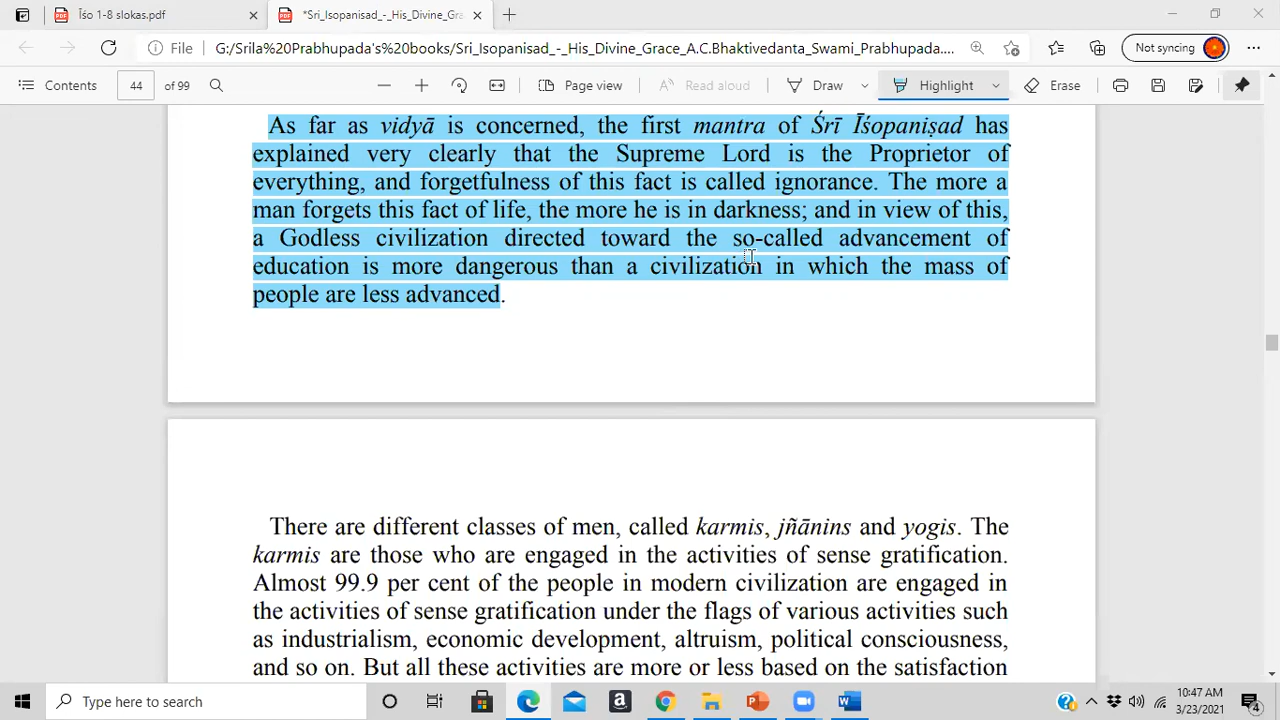 Īśo 1-8 slokas.pdf
*Sri_Isopanisad_-_His_Divine_Gra
File
G:/Srila%20Prabhupada's%20books/Sri_Isopanisad_-_His_Divine_Grace_A.C.Bhaktivedanta_Swami_Prabhupada....
Not syncing
Contents
44
of 99
Page view
Read aloud
Draw
Highlight
Erase
As far as vidyā is concerned, the first mantra of Śrī Īśopaniṣad has
explained very clearly that the Supreme Lord is the Proprietor of
everything, and forgetfulness of this fact is called ignorance. The more a
man forgets this fact of life, the more he is in darkness; and in view of this,
a Godless civilization directed toward the so-called advancement of
education is more dangerous than a civilization in which the mass of
people are less advanced.
There are different classes of men, called karmis, jñānins and yogis. The
karmis are those who are engaged in the activities of sense gratification.
Almost 99.9 per cent of the people in modern civilization are engaged in
the activities of sense gratification under the flags of various activities such
as industrialism, economic development, altruism, political consciousness,
and so on. But all these activities are more or less based on the satisfaction
Type here to search
10:47 AM
3/23/2021
4